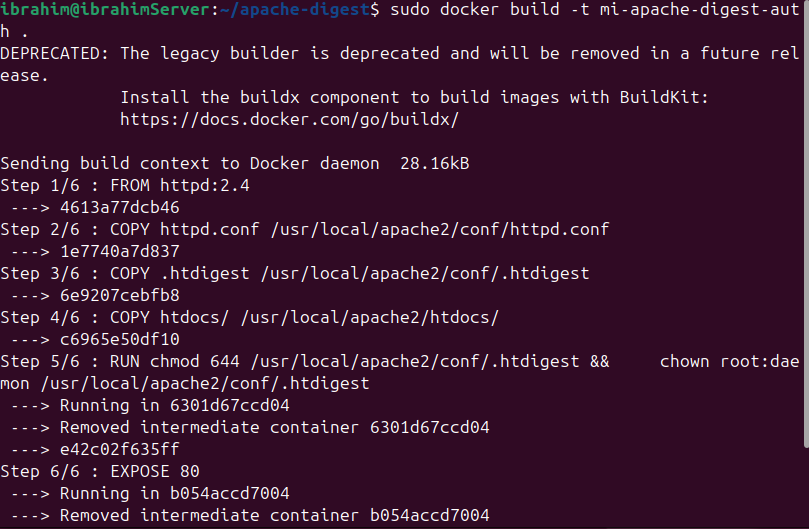 ibrahim@ibrahimServer:~/apache-digest$ sudo docker build -t mi-apache-digest-aut
h .
DEPRECATED: The legacy builder is deprecated and will be removed in a future rel
ease.
            Install the buildx component to build images with BuildKit:
            https://docs.docker.com/go/buildx/

Sending build context to Docker daemon  28.16kB
Step 1/6 : FROM httpd:2.4
 ---> 4613a77dcb46
Step 2/6 : COPY httpd.conf /usr/local/apache2/conf/httpd.conf
 ---> 1e7740a7d837
Step 3/6 : COPY .htdigest /usr/local/apache2/conf/.htdigest
 ---> 6e9207cebfb8
Step 4/6 : COPY htdocs/ /usr/local/apache2/htdocs/
 ---> c6965e50df10
Step 5/6 : RUN chmod 644 /usr/local/apache2/conf/.htdigest &&     chown root:dae
mon /usr/local/apache2/conf/.htdigest
 ---> Running in 6301d67ccd04
 ---> Removed intermediate container 6301d67ccd04
 ---> e42c02f635ff
Step 6/6 : EXPOSE 80
 ---> Running in b054accd7004
 ---> Removed intermediate container b054accd7004